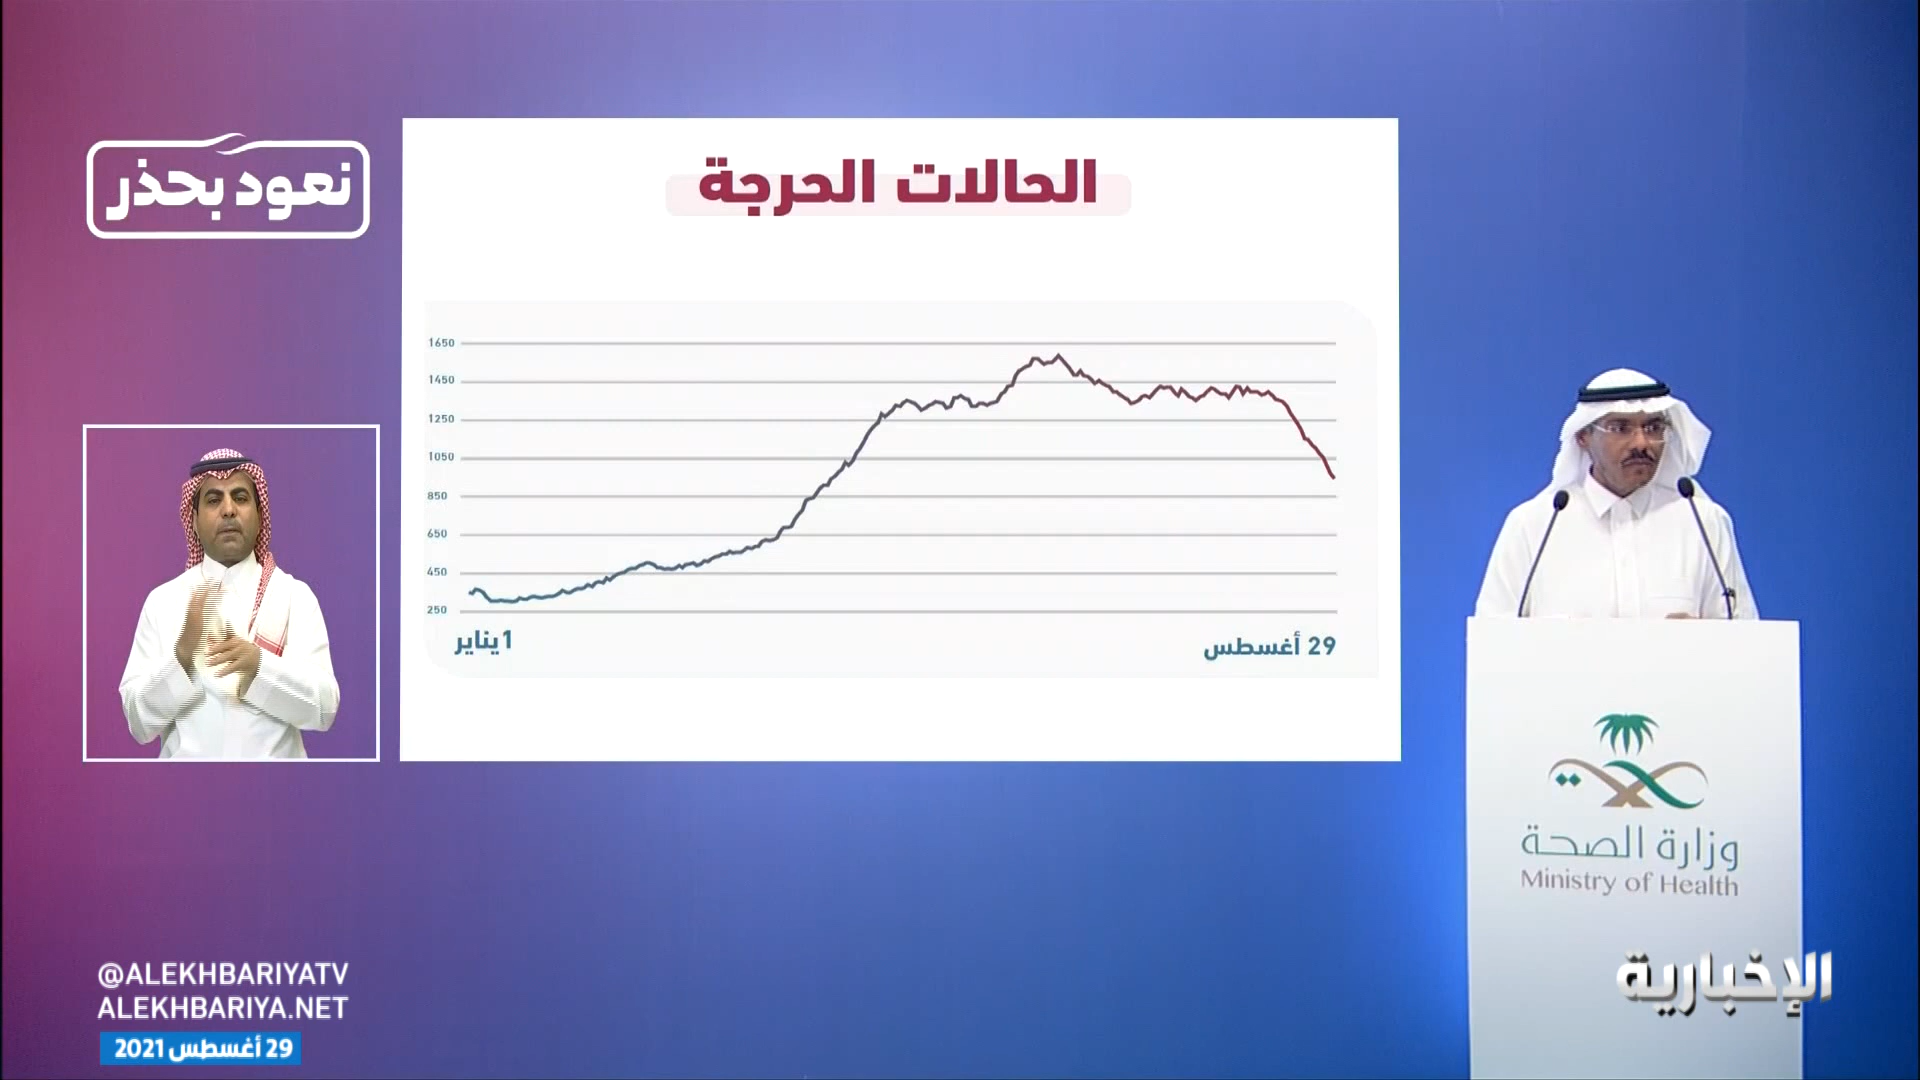 نعود بحذر
الحالات الحرجة
1650
1450
1250
1050
850
650
450
250
1 يناير
29 أغسطس
وزارة الصحة
Ministry of Health
الإخبارية
@ALEKHBARIYATV
ALEKHBARIYA.NET
29 أغسطس 2021